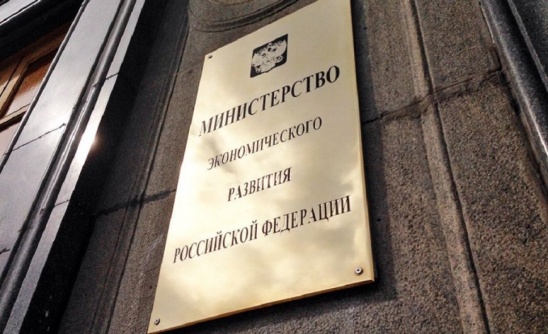 МИНИСТЕРСТВО
ЭКОНОМИЧЕСКОГО
РАЗВИТИЯ
РОССИЙСКОЙ ФЕДЕРАЦИИ